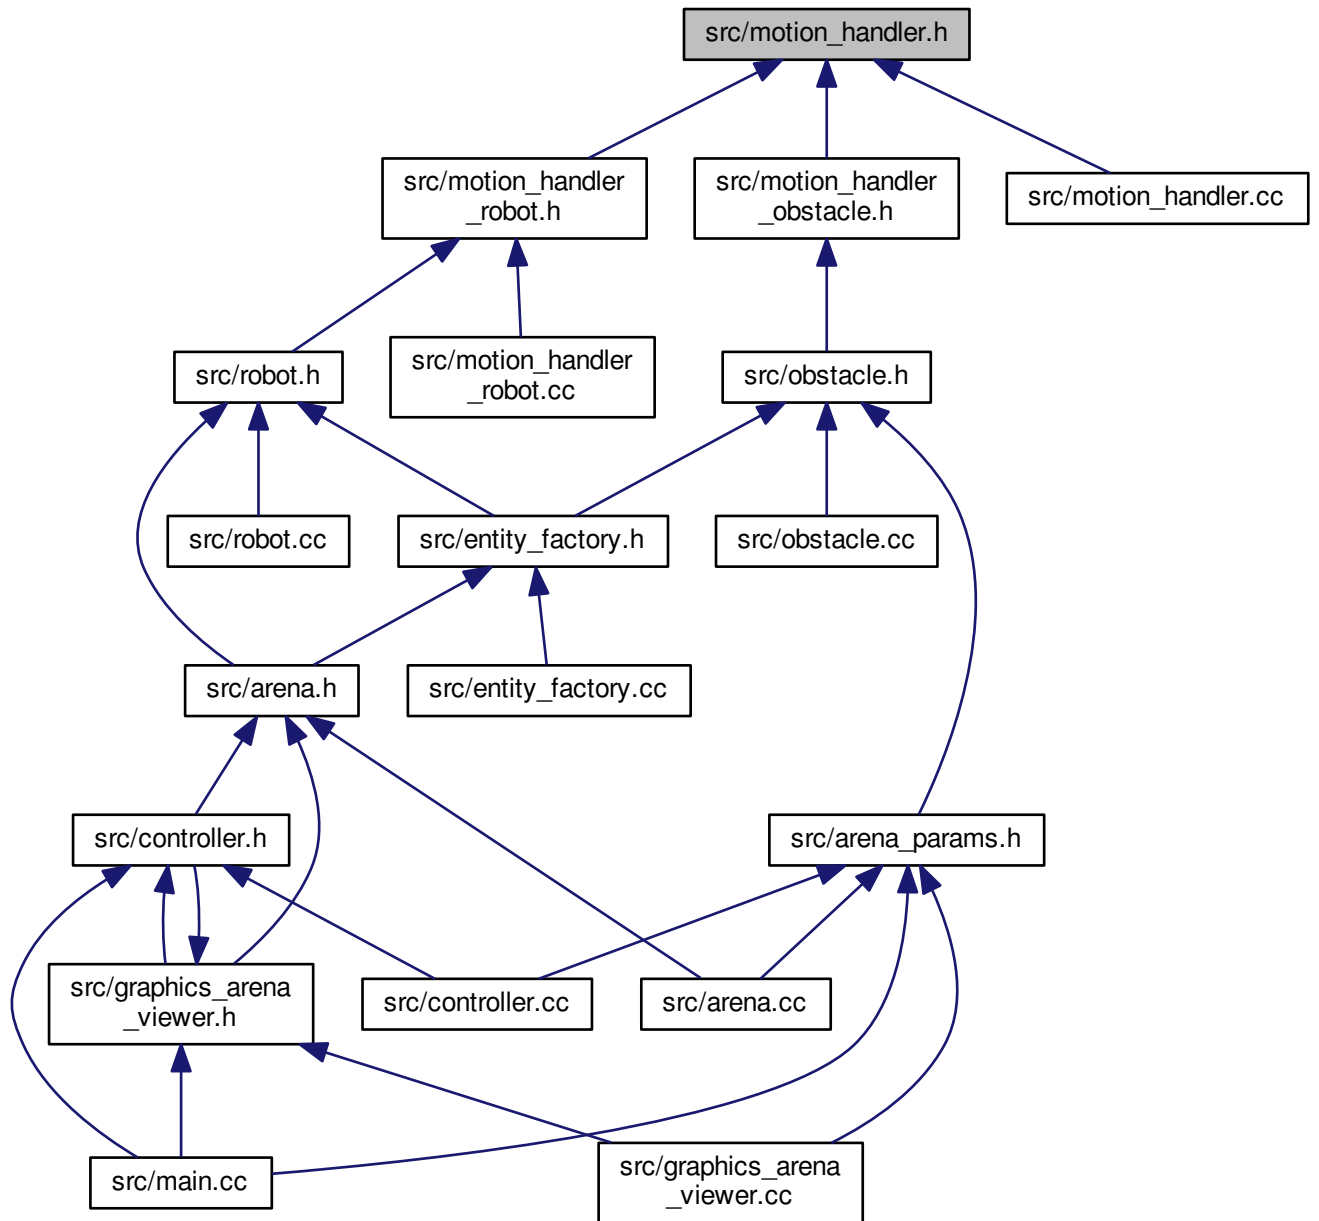 src/motion_handler.h
src/motion_handler
_robot.h
src/motion_handler
_obstacle.h
src/motion_handler.cc
src/robot.h
src/motion_handler
_robot.cc
src/obstacle.h
src/robot.cc
src/entity_factory.h
src/obstacle.cc
src/arena.h
src/entity_factory.cc
src/controller.h
src/arena_params.h
src/graphics_arena
_viewer.h
src/controller.cc
src/arena.cc
src/main.cc
src/graphics_arena
_viewer.cc